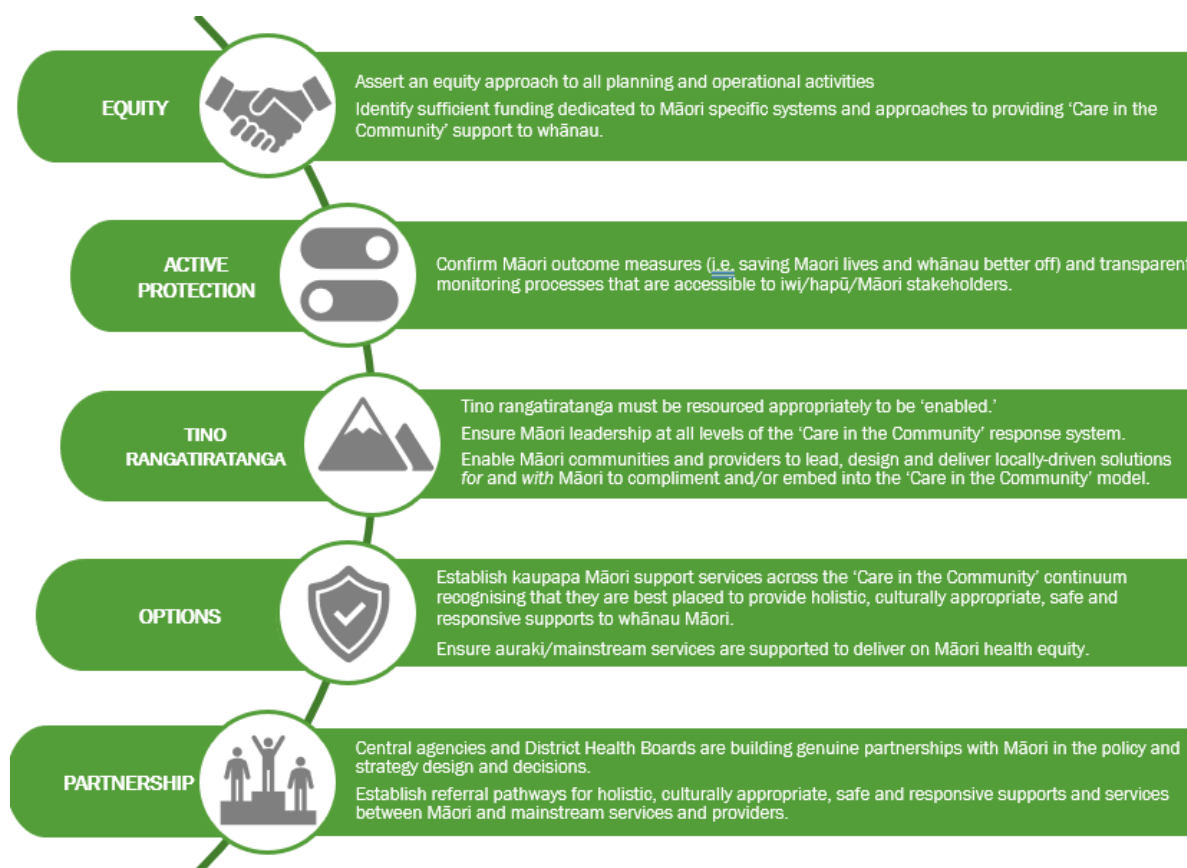 EQUITY
Assert an equity approach to all planning and operational activities
Identify sufficient funding dedicated to Māori specific systems and approaches to providing ‘Care in the
Community’ support to whānau.
ACTIVE
PROTECTION
Confirm Māori outcome measures (i.e. saving Maori lives and whānau better off) and transparent
monitoring processes that are accessible to iwi/hapū/Māori stakeholders.
TINO
RANGATIRATANGA
Tino rangatiratanga must be resourced appropriately to be ‘enabled.’
Ensure Māori leadership at all levels of the ‘Care in the Community’ response system.
Enable Māori communities and providers to lead, design and deliver locally-driven solutions
for and with Māori to compliment and/or embed into the ‘Care in the Community’ model.
OPTIONS
Establish kaupapa Māori support services across the ‘Care in the Community’ continuum
recognising that they are best placed to provide holistic, culturally appropriate, safe and
responsive supports to whānau Māori.
Ensure auraki/mainstream services are supported to deliver on Māori health equity.
PARTNERSHIP
Central agencies and District Health Boards are building genuine partnerships with Māori in the policy and
strategy design and decisions.
Establish referral pathways for holistic, culturally appropriate, safe and responsive supports and services
between Māori and mainstream services and providers.